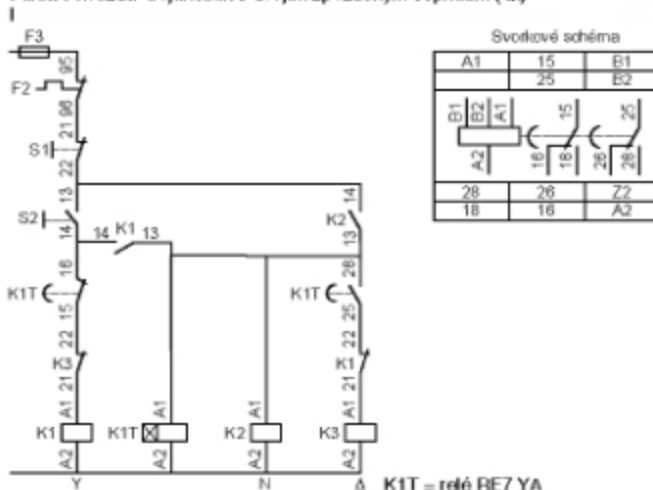 F3
95
F2
96
21
S1
22
13
14
S2
K2
14
14 K1 13
13
16
28
K1T
K1T
15
25
22
22
K3
K1
21
21
A1
A1
A1
A1
K1
K1T
K2
K3
A2
A2
A2
A2
Y
N
Δ
K1T = relé RE7 YA
Svorkové schéma
A1 15 B1
25 B2
B1 B2 A1 15 25
A2 16 18 26 28
28 26 Z2
18 16 A2